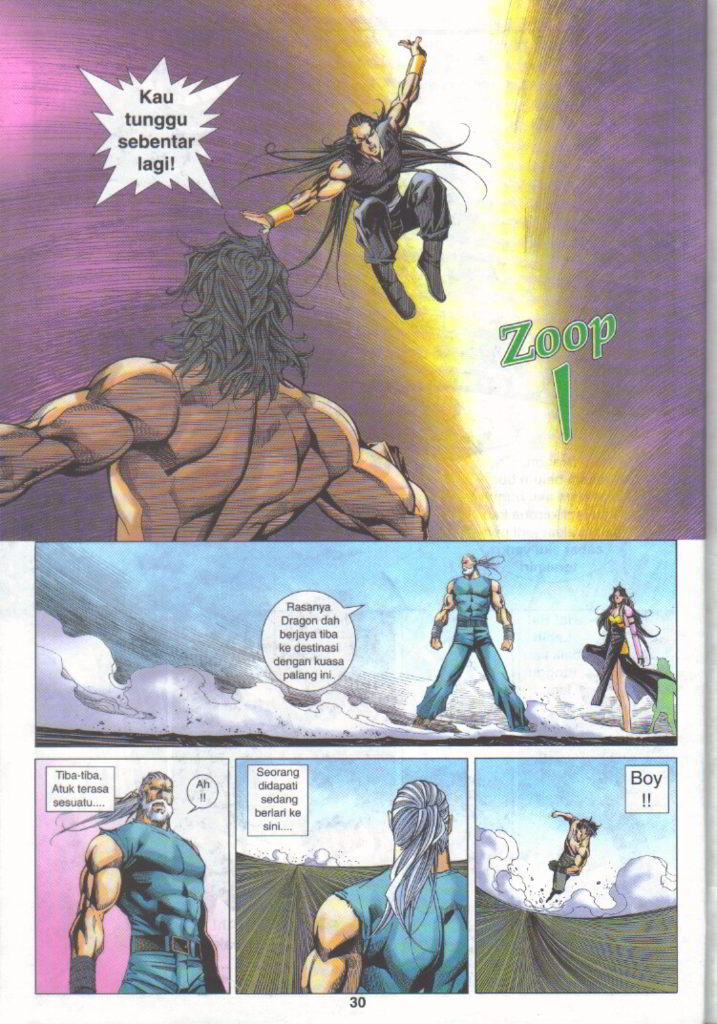 Kau
tunggu
sebentar
lagi!
Zoop
!
Rasanya
Dragon dah
berjaya tiba
ke destinasi
dengan kuasa
palang ini.
Tiba-tiba,
Atuk terasa
sesuatu....
Ah
!!
Seorang
didapati
sedang
berlari ke
sini....
Boy
!!
30